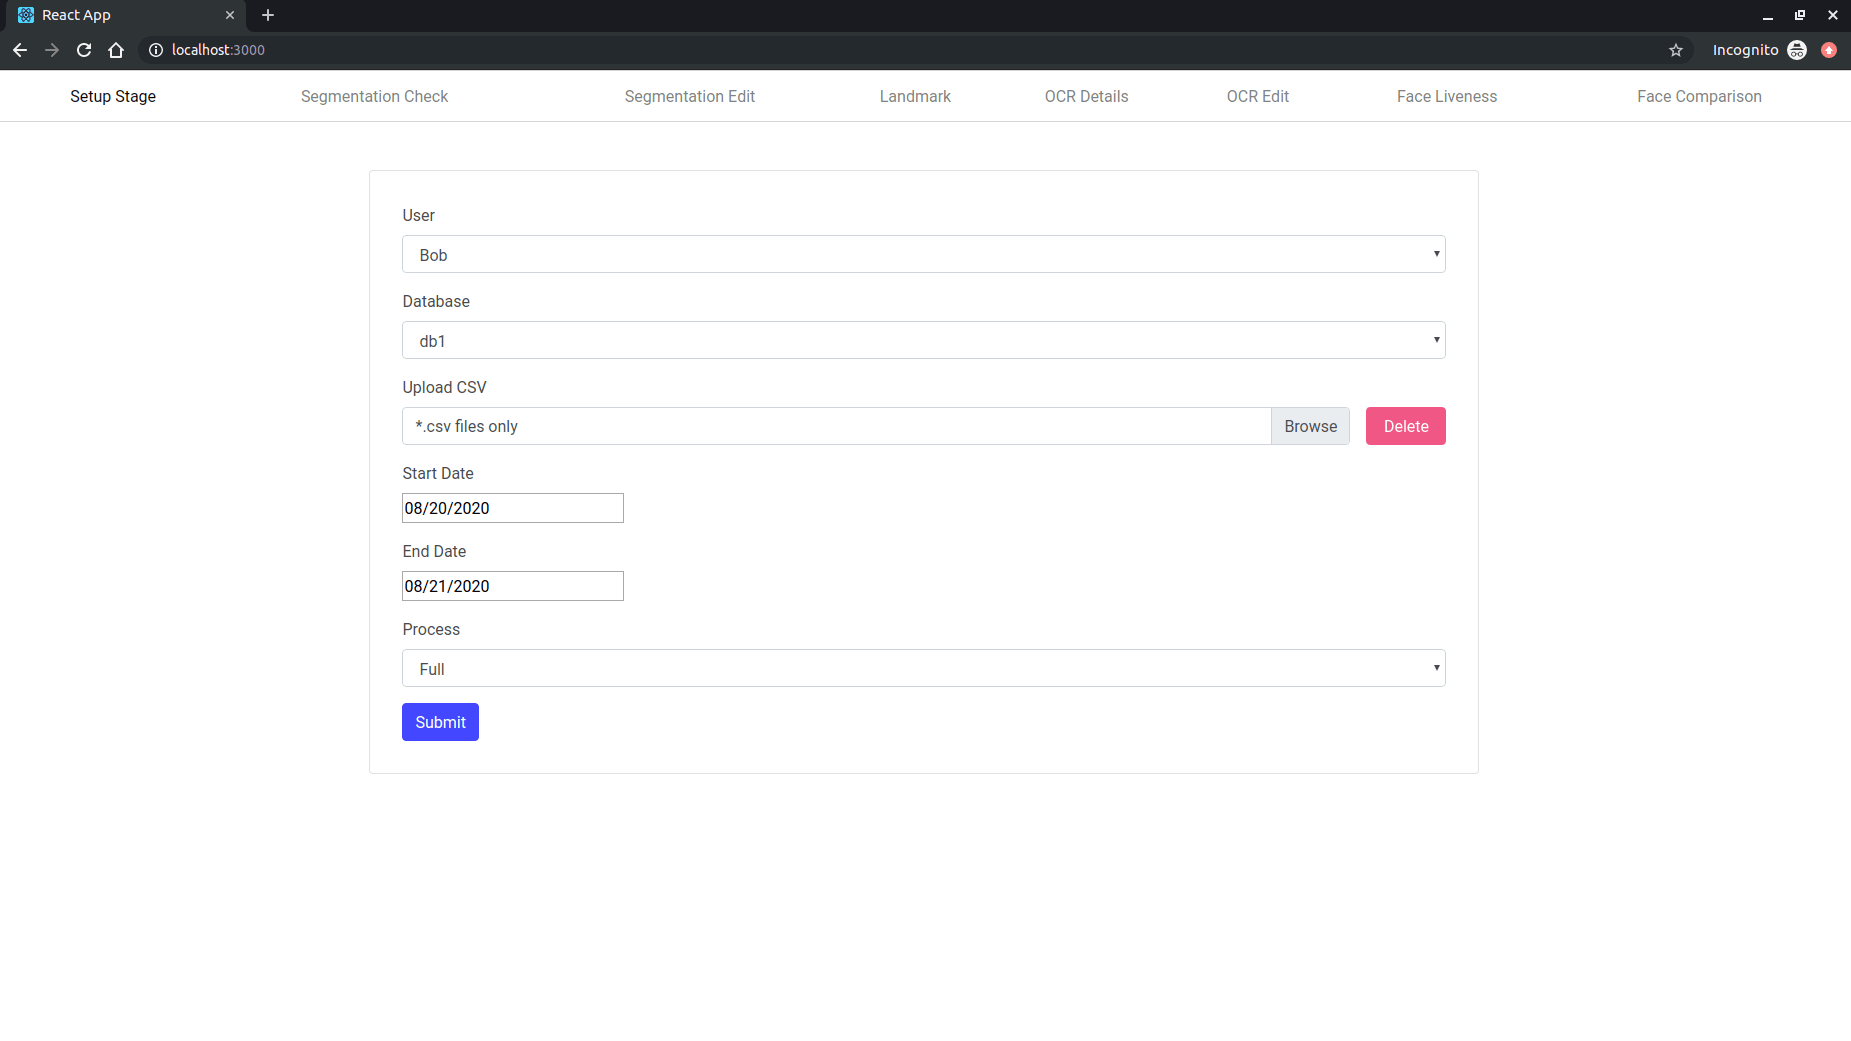 React App
localhost:3000
Incognito
Setup Stage Segmentation Check Segmentation Edit Landmark OCR Details OCR Edit Face Liveness Face Comparison
User
Bob
Database
db1
Upload CSV
*.csv files only Browse Delete
Start Date
08/20/2020
End Date
08/21/2020
Process
Full
Submit